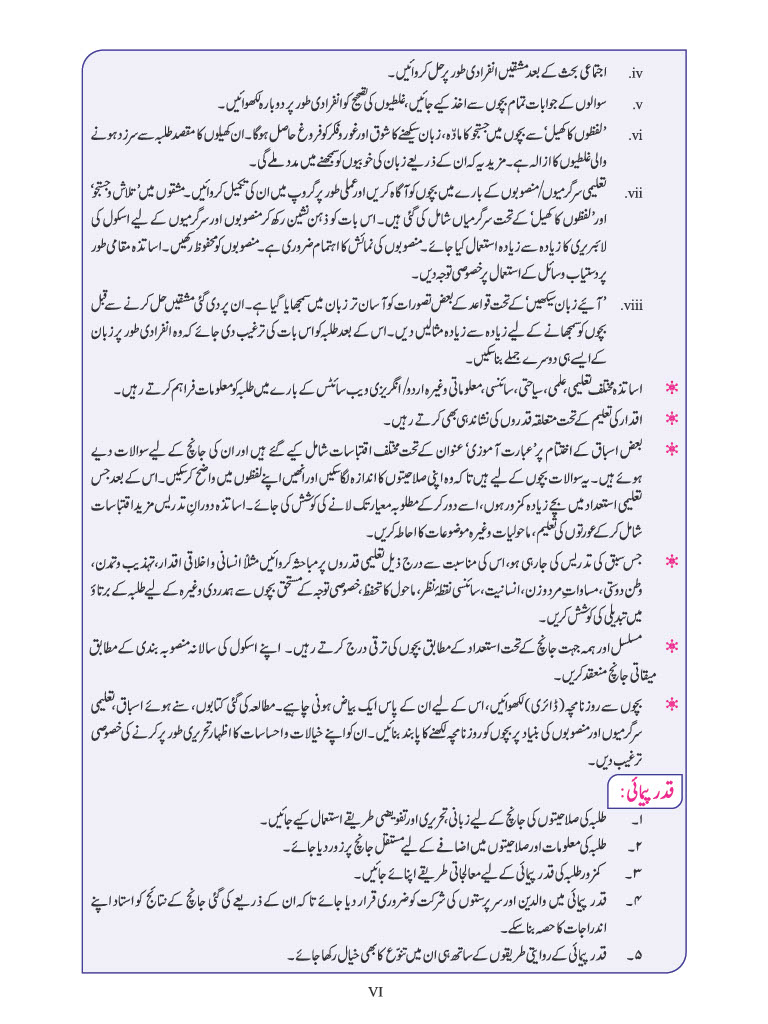 iv. اجتماعی بحث کے بعد مشقیں انفرادی طور پر حل کروائیں۔
v. سوالوں کے جوابات تمام بچوں سے اخذ کیے جائیں، غلطیوں کی تصحیح کو انفرادی طور پر دوبارہ لکھوائیں۔
vi. ’لفظوں کا کھیل‘ سے بچوں میں جستجو کا مادّہ، زبان سیکھنے کا شوق اور غور و فکر کو فروغ حاصل ہوگا۔ ان کھیلوں کا مقصد طلبہ سے سرزد ہونے
والی غلطیوں کا ازالہ ہے۔ مزید یہ کہ ان کے ذریعے زبان کی خوبیوں کو سمجھنے میں مدد ملے گی۔
vii. تعلیمی سرگرمیوں/منصوبوں کے بارے میں بچوں کو آگاہ کریں اور عملی طور پر گروپ میں ان کی تکمیل کروائیں۔ مشقوں میں ’تلاش و جستجو‘
اور ’لفظوں کا کھیل‘ کے تحت سرگرمیاں شامل کی گئی ہیں۔ اس بات کو ذہن نشین رکھ کر منصوبوں اور سرگرمیوں کے لیے اسکول کی
لائبریری کا زیادہ سے زیادہ استعمال کیا جائے۔ منصوبوں کی نمائش کا اہتمام ضروری ہے۔ منصوبوں کو محفوظ رکھیں۔ اساتذہ مقامی طور
پر دستیاب وسائل کے استعمال پر خصوصی توجہ دیں۔
viii. ’آیئے زبان سیکھیں‘ کے تحت قواعد کے بعض تصورات کو آسان تر زبان میں سمجھایا گیا ہے۔ ان پر دی گئی مشقیں حل کرنے سے قبل
بچوں کو سمجھانے کے لیے زیادہ سے زیادہ مثالیں دیں۔ اس کے بعد طلبہ کو اس بات کی ترغیب دی جائے کہ وہ انفرادی طور پر زبان
کے ایسے ہی دوسرے جملے بنا سکیں۔
✻ اساتذہ مختلف تعلیمی، علمی، سیاحتی، سائنسی، معلوماتی وغیرہ اردو/انگریزی ویب سائٹس کے بارے میں طلبہ کو معلومات فراہم کرتے رہیں۔
✻ اقدار کی تعلیم کے تحت متعلقہ قدروں کی نشاندہی بھی کرتے رہیں۔
✻ بعض اسباق کے اختتام پر ’عبارت آموزی‘ عنوان کے تحت مختلف اقتباسات شامل کیے گئے ہیں اور ان کی جانچ کے لیے سوالات دیے
ہوئے ہیں۔ یہ سوالات بچوں کے لیے ہیں تاکہ وہ اپنی صلاحیتوں کا اندازہ لگا سکیں اور انھیں اپنے لفظوں میں واضح کر سکیں۔ اس کے بعد جس
تعلیمی استعداد میں بچے زیادہ کمزور ہوں، اسے دور کرکے مطلوبہ معیار تک لانے کی کوشش کی جائے۔ اساتذہ دورانِ تدریس مزید اقتباسات
شامل کرکے عورتوں کی تعلیم، ماحولیات وغیرہ موضوعات کا احاطہ کریں۔
✻ جس سبق کی تدریس کی جا رہی ہو، اس کی مناسبت سے درج ذیل تعلیمی قدروں پر مباحثہ کروائیں مثلاً انسانی و اخلاقی اقدار، تہذیب و تمدن،
وطن دوستی، مساواتِ مرد و زن، انسانیت، سائنسی نقطۂ نظر، ماحول کا تحفظ، خصوصی توجہ کے مستحق بچوں سے ہمدردی وغیرہ کے لیے طلبہ کے برتاؤ
میں تبدیلی کی کوشش کریں۔
✻ مسلسل اور ہمہ جہت جانچ کے تحت استعداد کے مطابق بچوں کی ترقی درج کرتے رہیں۔ اپنے اسکول کی سالانہ منصوبہ بندی کے مطابق
میقاتی جانچ منعقد کریں۔
✻ بچوں سے روزنامچہ (ڈائری) لکھوائیں، اس کے لیے ان کے پاس ایک بیاض ہونی چاہیے۔ مطالعہ کی گئی کتابوں، سنے ہوئے اسباق، تعلیمی
سرگرمیوں اور منصوبوں کی بنیاد پر بچوں کو روزنامچہ لکھنے کا پابند بنائیں۔ ان کو اپنے خیالات و احساسات کا اظہار تحریری طور پر کرنے کی خصوصی
ترغیب دیں۔
قدر پیمائی:
۱۔ طلبہ کی صلاحیتوں کی جانچ کے لیے زبانی، تحریری اور تفویضی طریقے استعمال کیے جائیں۔
۲۔ طلبہ کی معلومات اور صلاحیتوں میں اضافے کے لیے مستقل جانچ پر زور دیا جائے۔
۳۔ کمزور طلبہ کی قدر پیمائی کے لیے معالجاتی طریقے اپنائے جائیں۔
۴۔ قدر پیمائی میں والدین اور سرپرستوں کی شرکت کو ضروری قرار دیا جائے تاکہ ان کے ذریعے کی گئی جانچ کے نتائج کو استاد اپنے
اندراجات کا حصہ بنا سکے۔
۵۔ قدر پیمائی کے روایتی طریقوں کے ساتھ ہی ان میں تنوّع کا بھی خیال رکھا جائے۔
VI